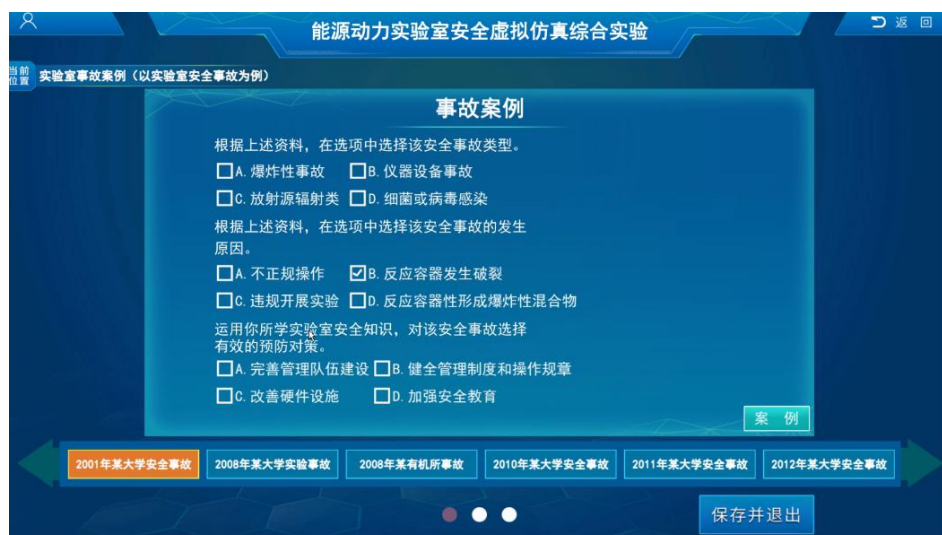 能源动力实验室安全虚拟仿真综合实验
返 回
当前位置 实验室事故案例（以实验室安全事故为例）
事故案例
根据上述资料，在选项中选择该安全事故类型。
A. 爆炸性事故 B. 仪器设备事故
C. 放射源辐射类 D. 细菌或病毒感染
根据上述资料，在选项中选择该安全事故的发生
原因。
A. 不正规操作 B. 反应容器发生破裂
C. 违规开展实验 D. 反应容器性形成爆炸性混合物
运用你所学实验室安全知识，对该安全事故选择
有效的预防对策。
A. 完善管理队伍建设 B. 健全管理制度和操作规章
C. 改善硬件设施 D. 加强安全教育
案 例
2001年某大学安全事故 2008年某大学实验事故 2008年某有机所事故 2010年某大学安全事故 2011年某大学安全事故 2012年某大学安全事故
保存并退出